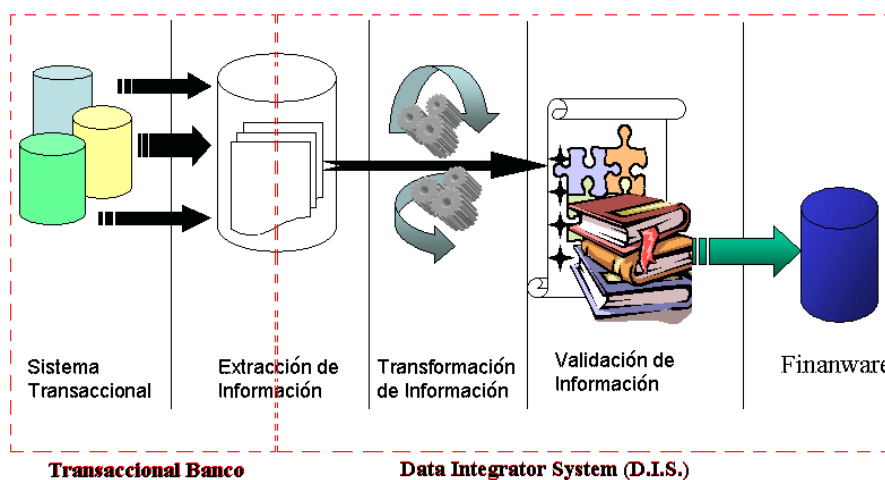 Sistema
Transaccional
Extracción de
Información
Transformación
de Información
Validación de
Información
Finanware
Transaccional Banco
Data Integrator System (D.I.S.)